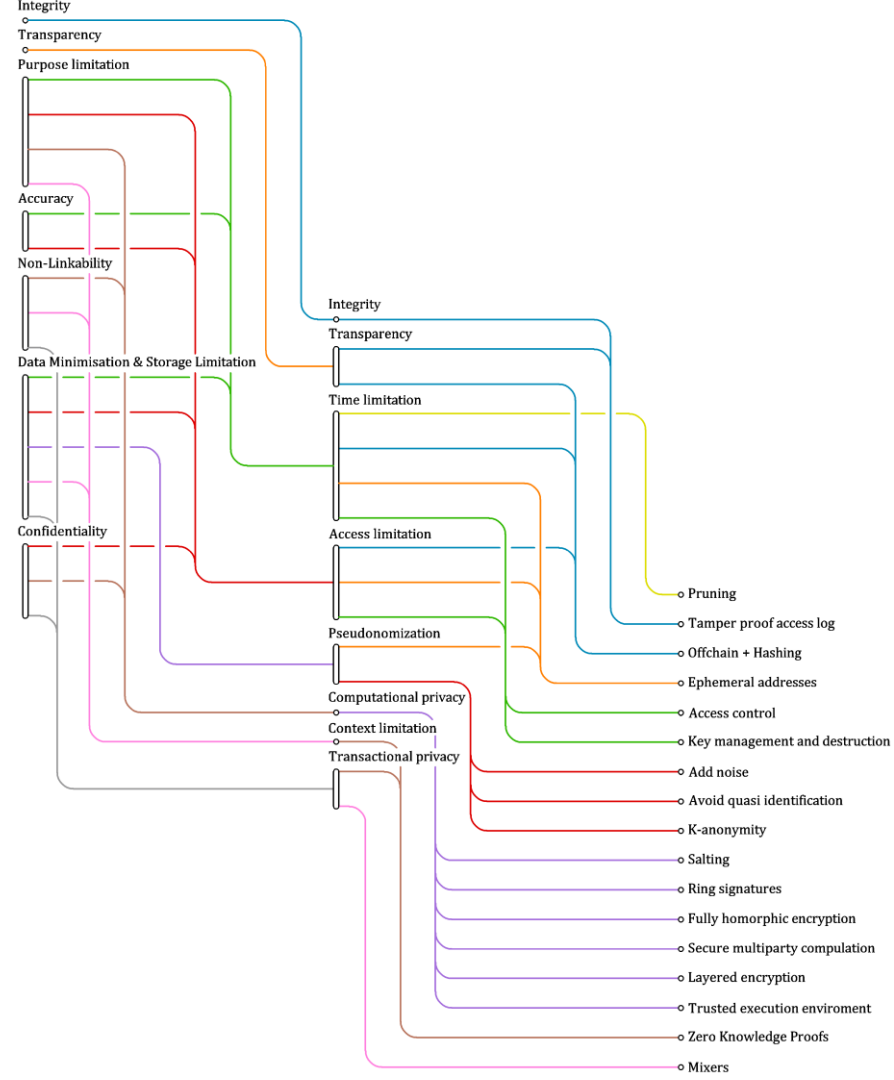 Integrity
Transparency
Purpose limitation
Accuracy
Non-Linkability
Data Minimisation & Storage Limitation
Confidentiality
Integrity
Transparency
Time limitation
Access limitation
Pseudonomization
Computational privacy
Context limitation
Transactional privacy
Pruning
Tamper proof access log
Offchain + Hashing
Ephemeral addresses
Access control
Key management and destruction
Add noise
Avoid quasi identification
K-anonymity
Salting
Ring signatures
Fully homorphic encryption
Secure multiparty compulation
Layered encryption
Trusted execution enviroment
Zero Knowledge Proofs
Mixers